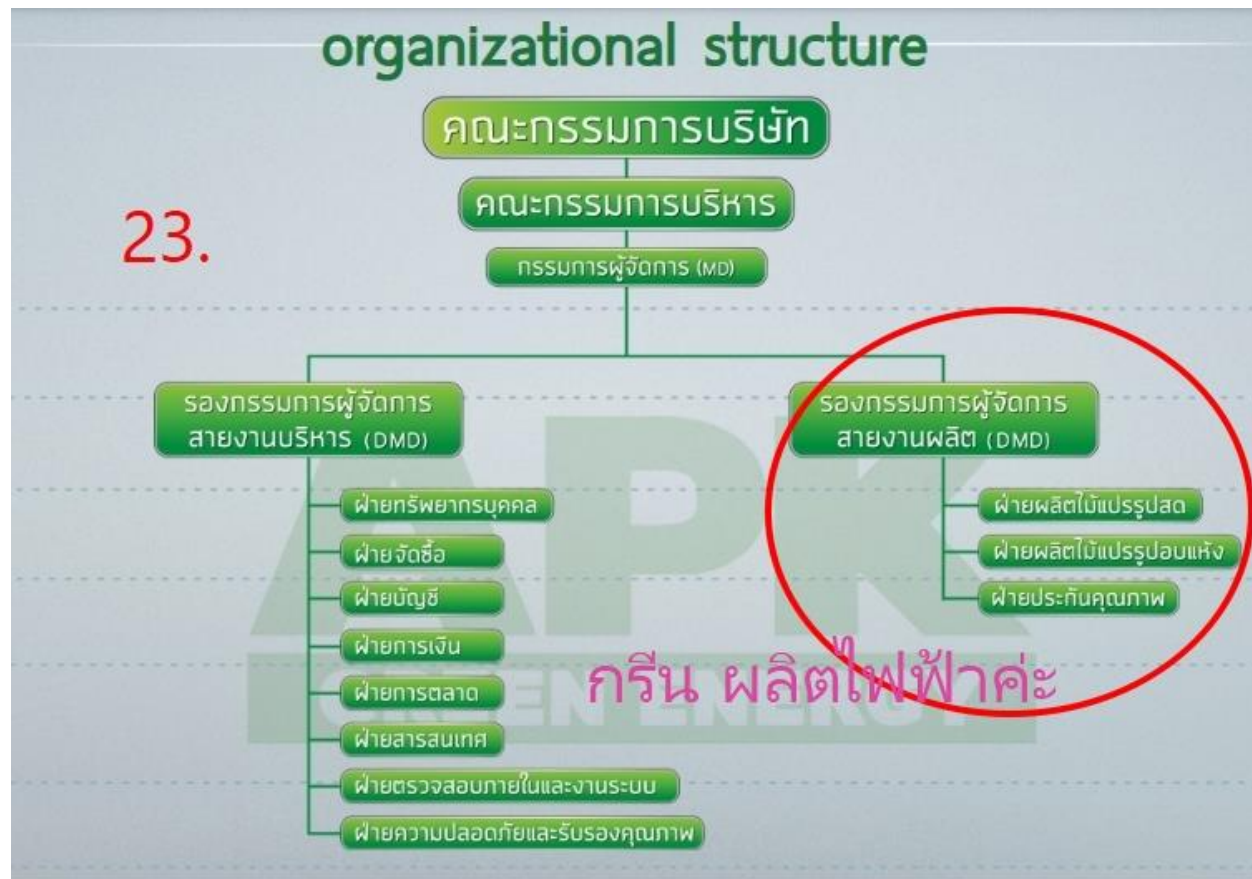 organizational structure
คณะกรรมการบริษัท
คณะกรรมการบริหาร
23.
กรรมการผู้จัดการ (MD)
รองกรรมการผู้จัดการ
สายงานบริหาร (DMD)
ฝ่ายทรัพยากรบุคคล
ฝ่ายจัดซื้อ
ฝ่ายบัญชี
ฝ่ายการเงิน
ฝ่ายการตลาด
ฝ่ายสารสนเทศ
ฝ่ายตรวจสอบภายในและงานระบบ
ฝ่ายความปลอดภัยและรับรองคุณภาพ
รองกรรมการผู้จัดการ
สายงานผลิต (DMD)
ฝ่ายผลิตไม้แปรรูปสด
ฝ่ายผลิตไม้แปรรูปอบแห้ง
ฝ่ายประกันคุณภาพ
กรีน ผลิตไฟฟ้าค่ะ
APK
GREEN ENERGY